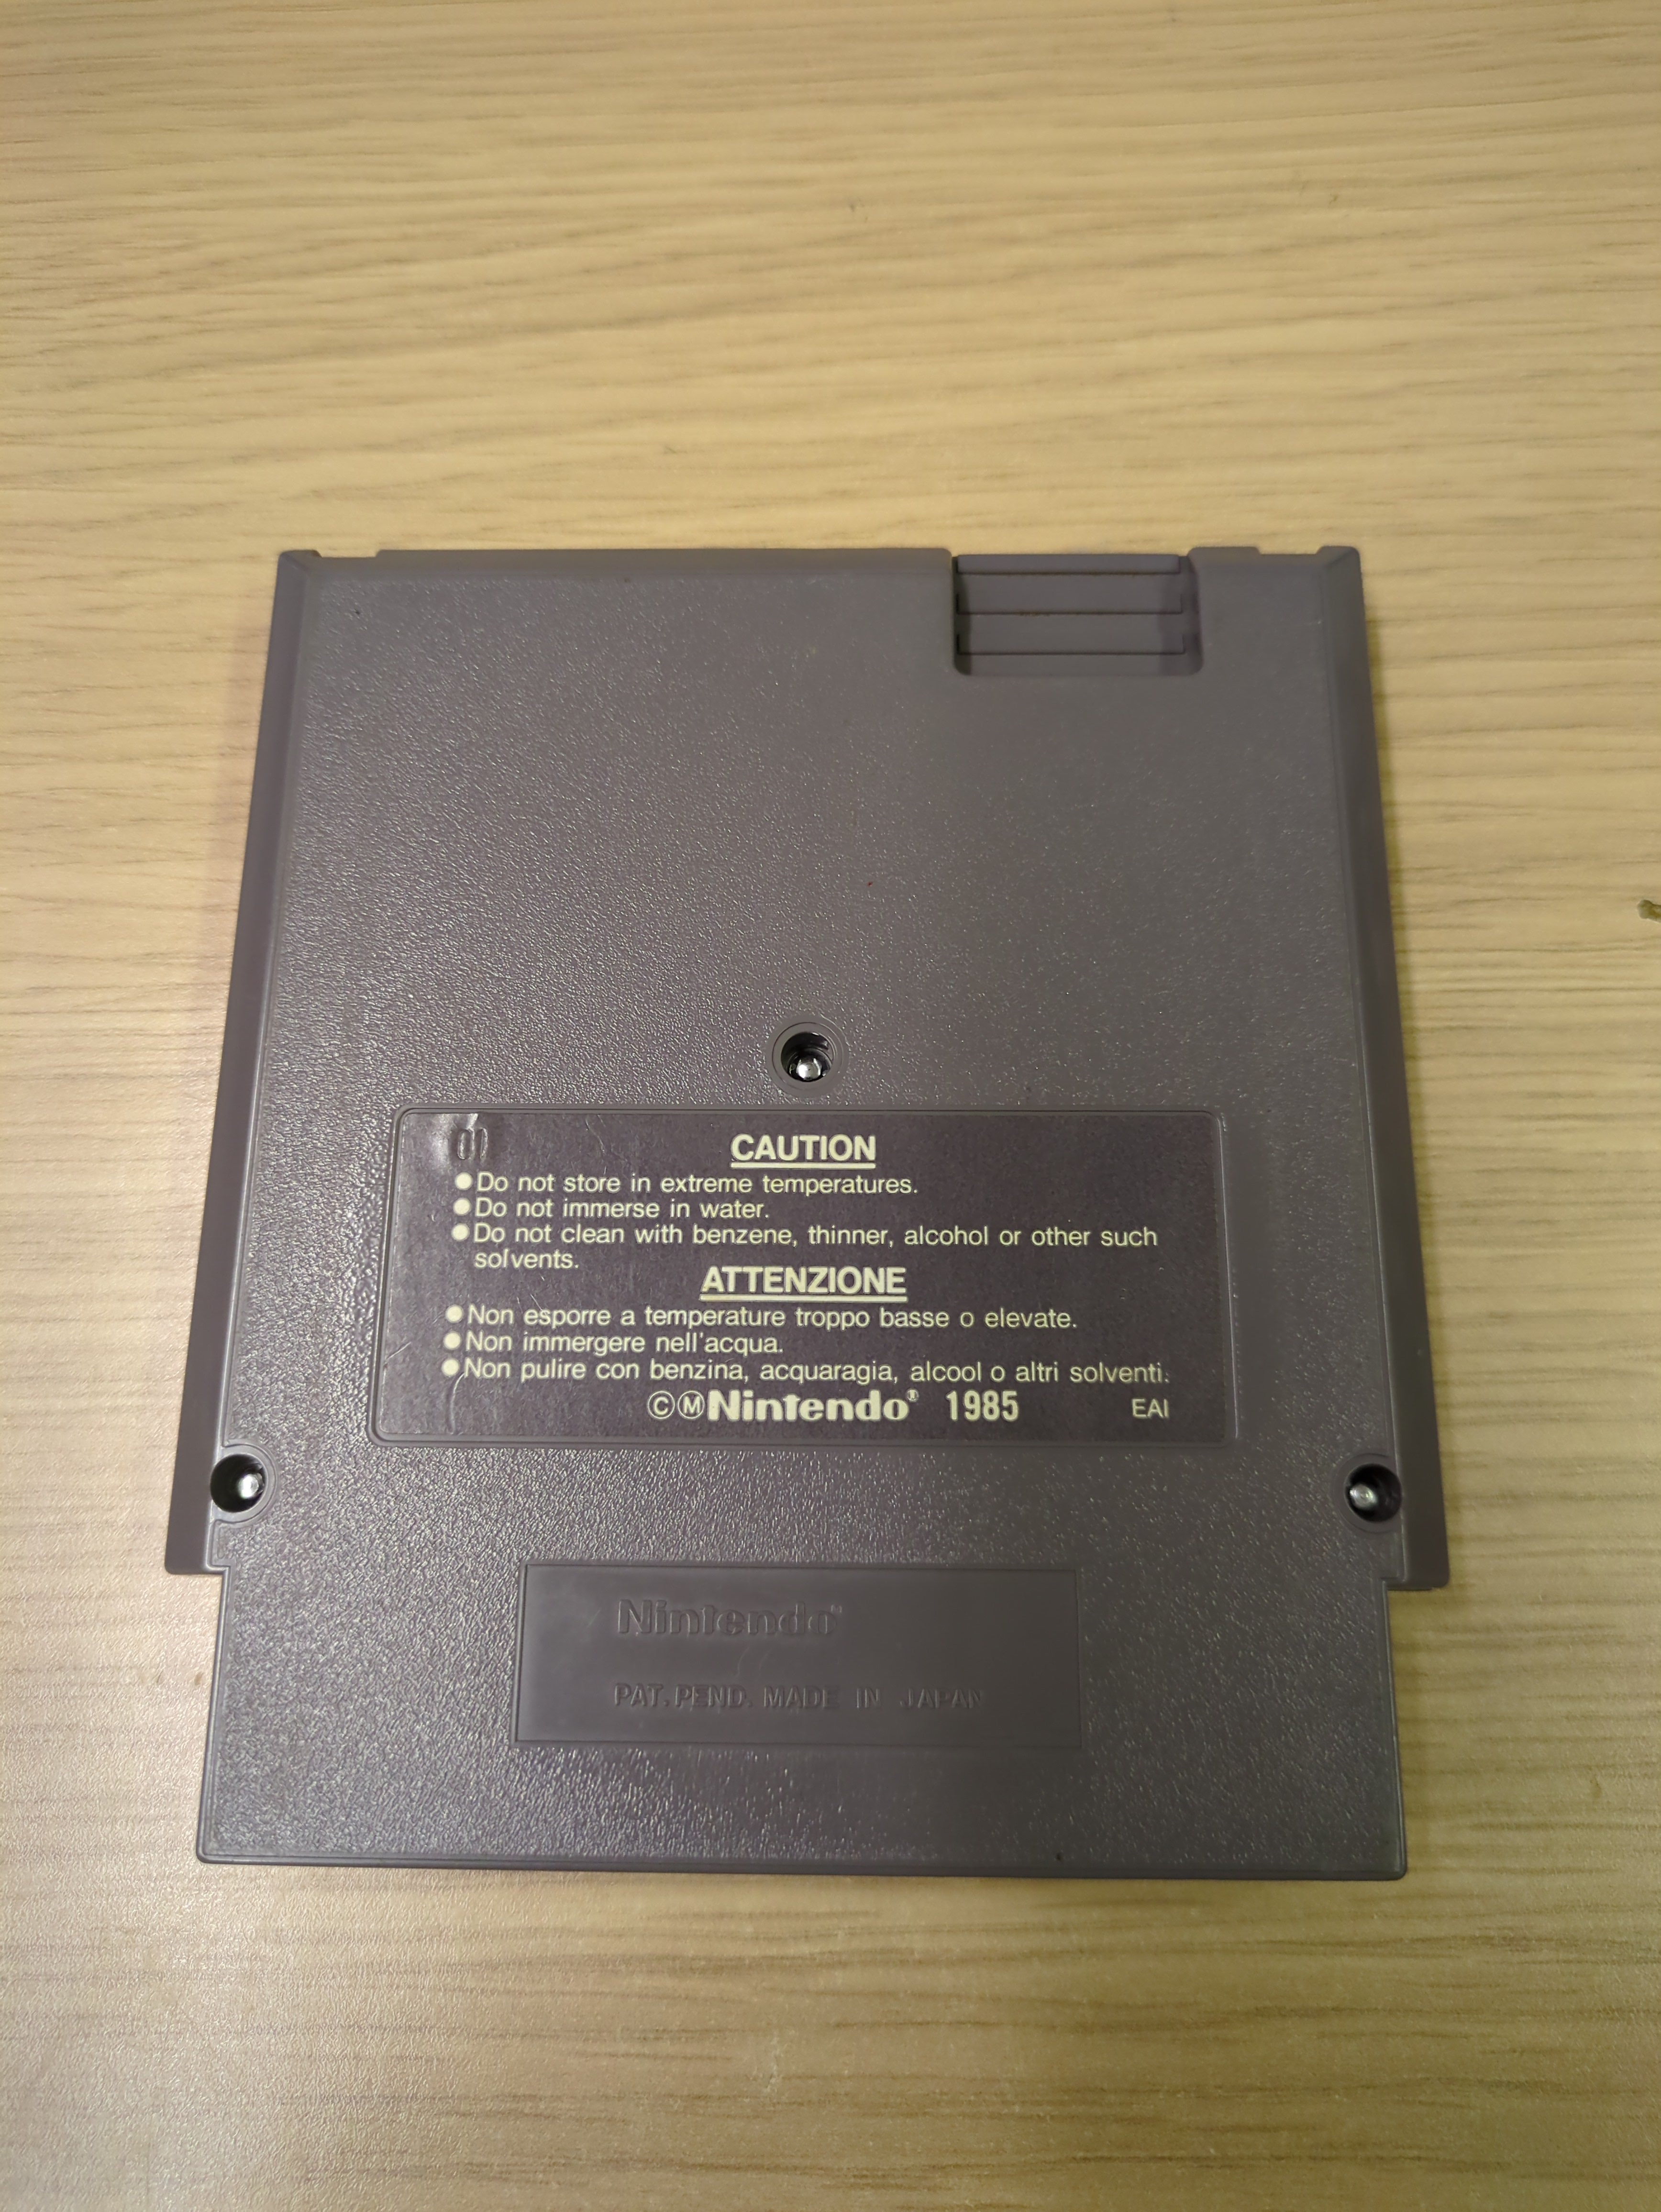 01
CAUTION
●Do not store in extreme temperatures.
●Do not immerse in water.
●Do not clean with benzene, thinner, alcohol or other such
solvents.
ATTENZIONE
●Non esporre a temperature troppo basse o elevate.
●Non immergere nell'acqua.
●Non pulire con benzina, acquaragia, alcool o altri solventi.
©ⓂNintendo® 1985 EAI
Nintendo®
PAT. PEND. MADE IN JAPAN